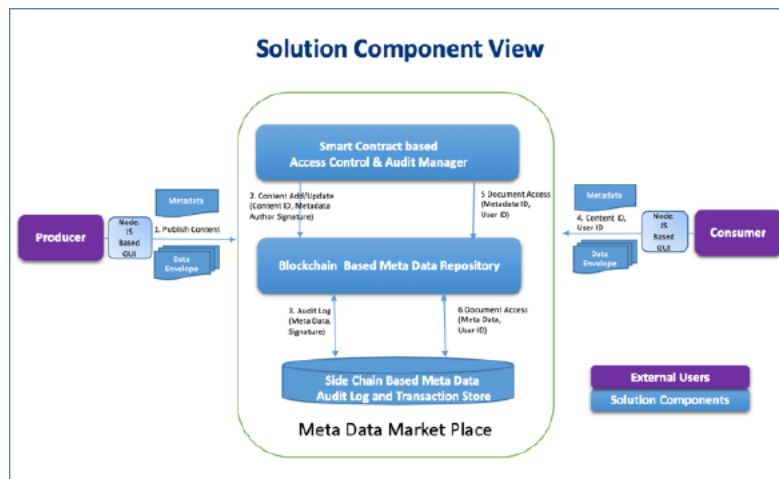 Solution Component View
Smart Contract based
Access Control & Audit Manager
Metadata
2. Content Add/Update
(Content ID, Metadata
Author Signature)
5 Document Access
(Metadata ID,
User ID)
Metadata
Producer
Node.
JS
Based
GUI
1. Publish Content
Data
Envelope
4. Content ID,
User ID
Data
Envelope
Node.
JS
Based
GUI
Consumer
Blockchain Based Meta Data Repository
3. Audit Log
(Meta Data,
Signature)
6 Document Access
(Meta Data,
User ID)
Side Chain Based Meta Data
Audit Log and Transaction Store
Meta Data Market Place
External Users
Solution Components